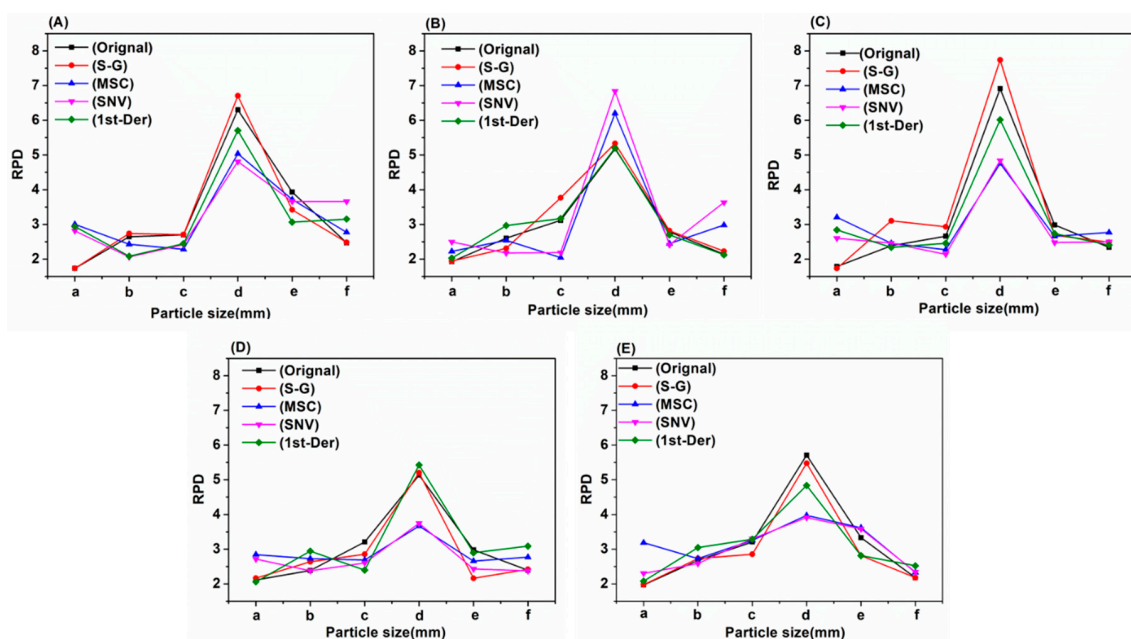 (A)
8
7
6
5
4
3
2
RPD
(Orignal)
(S-G)
(MSC)
(SNV)
(1st-Der)
a b c d e f
Particle size(mm)
(B)
8
7
6
5
4
3
2
RPD
(Orignal)
(S-G)
(MSC)
(SNV)
(1st-Der)
a b c d e f
Particle size(mm)
(C)
8
7
6
5
4
3
2
RPD
(Orignal)
(S-G)
(MSC)
(SNV)
(1st-Der)
a b c d e f
Particle size(mm)
(D)
8
7
6
5
4
3
2
RPD
(Orignal)
(S-G)
(MSC)
(SNV)
(1st-Der)
a b c d e f
Particle size(mm)
(E)
8
7
6
5
4
3
2
RPD
(Orignal)
(S-G)
(MSC)
(SNV)
(1st-Der)
a b c d e f
Particle size(mm)